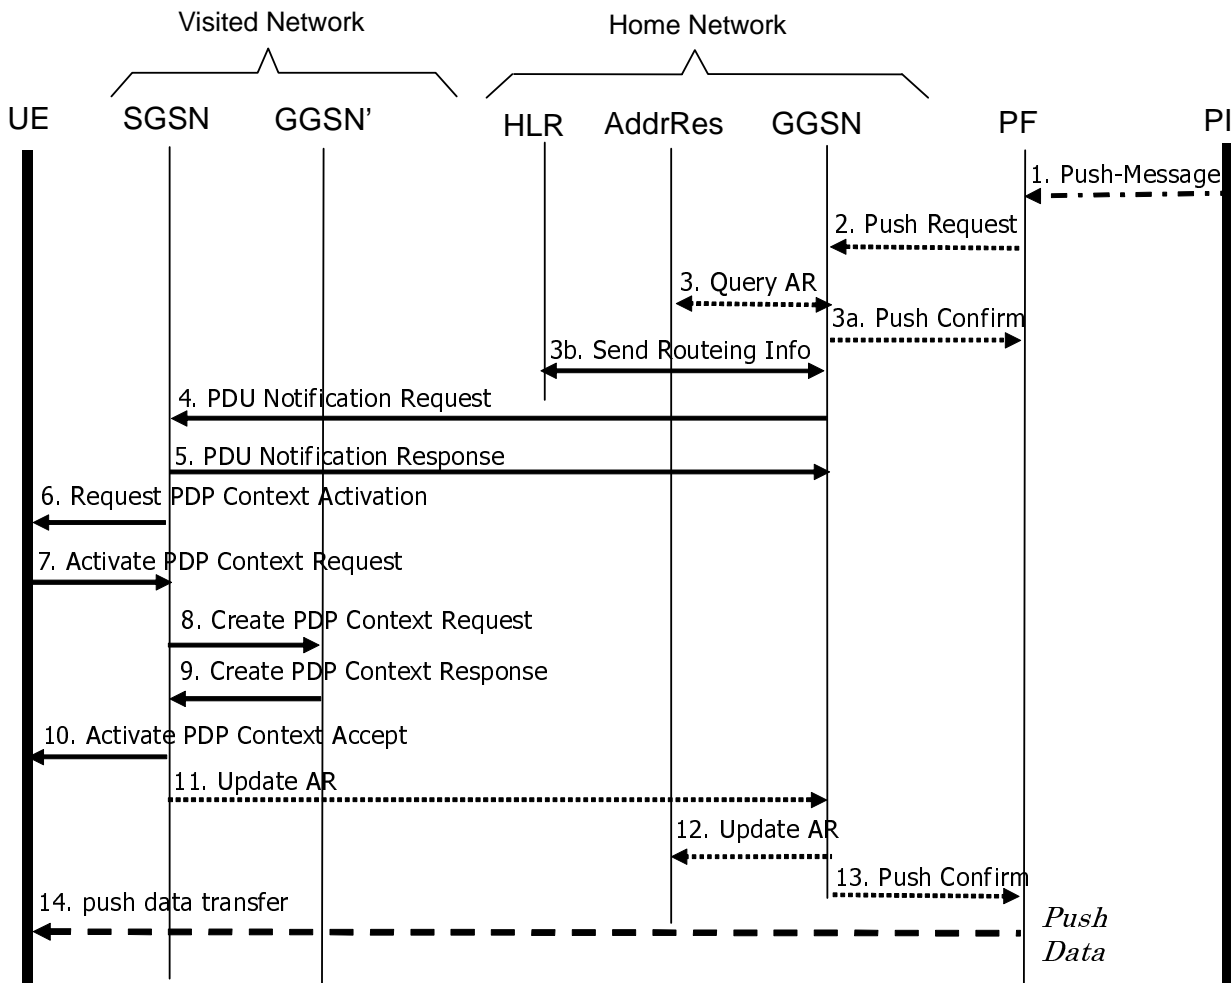 Visited Network
Home Network
UE
SGSN
GGSN’
HLR
AddrRes
GGSN
PF
PI
1. Push-Message
2. Push Request
3. Query AR
3a. Push Confirm
3b. Send Routeing Info
4. PDU Notification Request
5. PDU Notification Response
6. Request PDP Context Activation
7. Activate PDP Context Request
8. Create PDP Context Request
9. Create PDP Context Response
10. Activate PDP Context Accept
11. Update AR
12. Update AR
13. Push Confirm
14. push data transfer
Push
Data